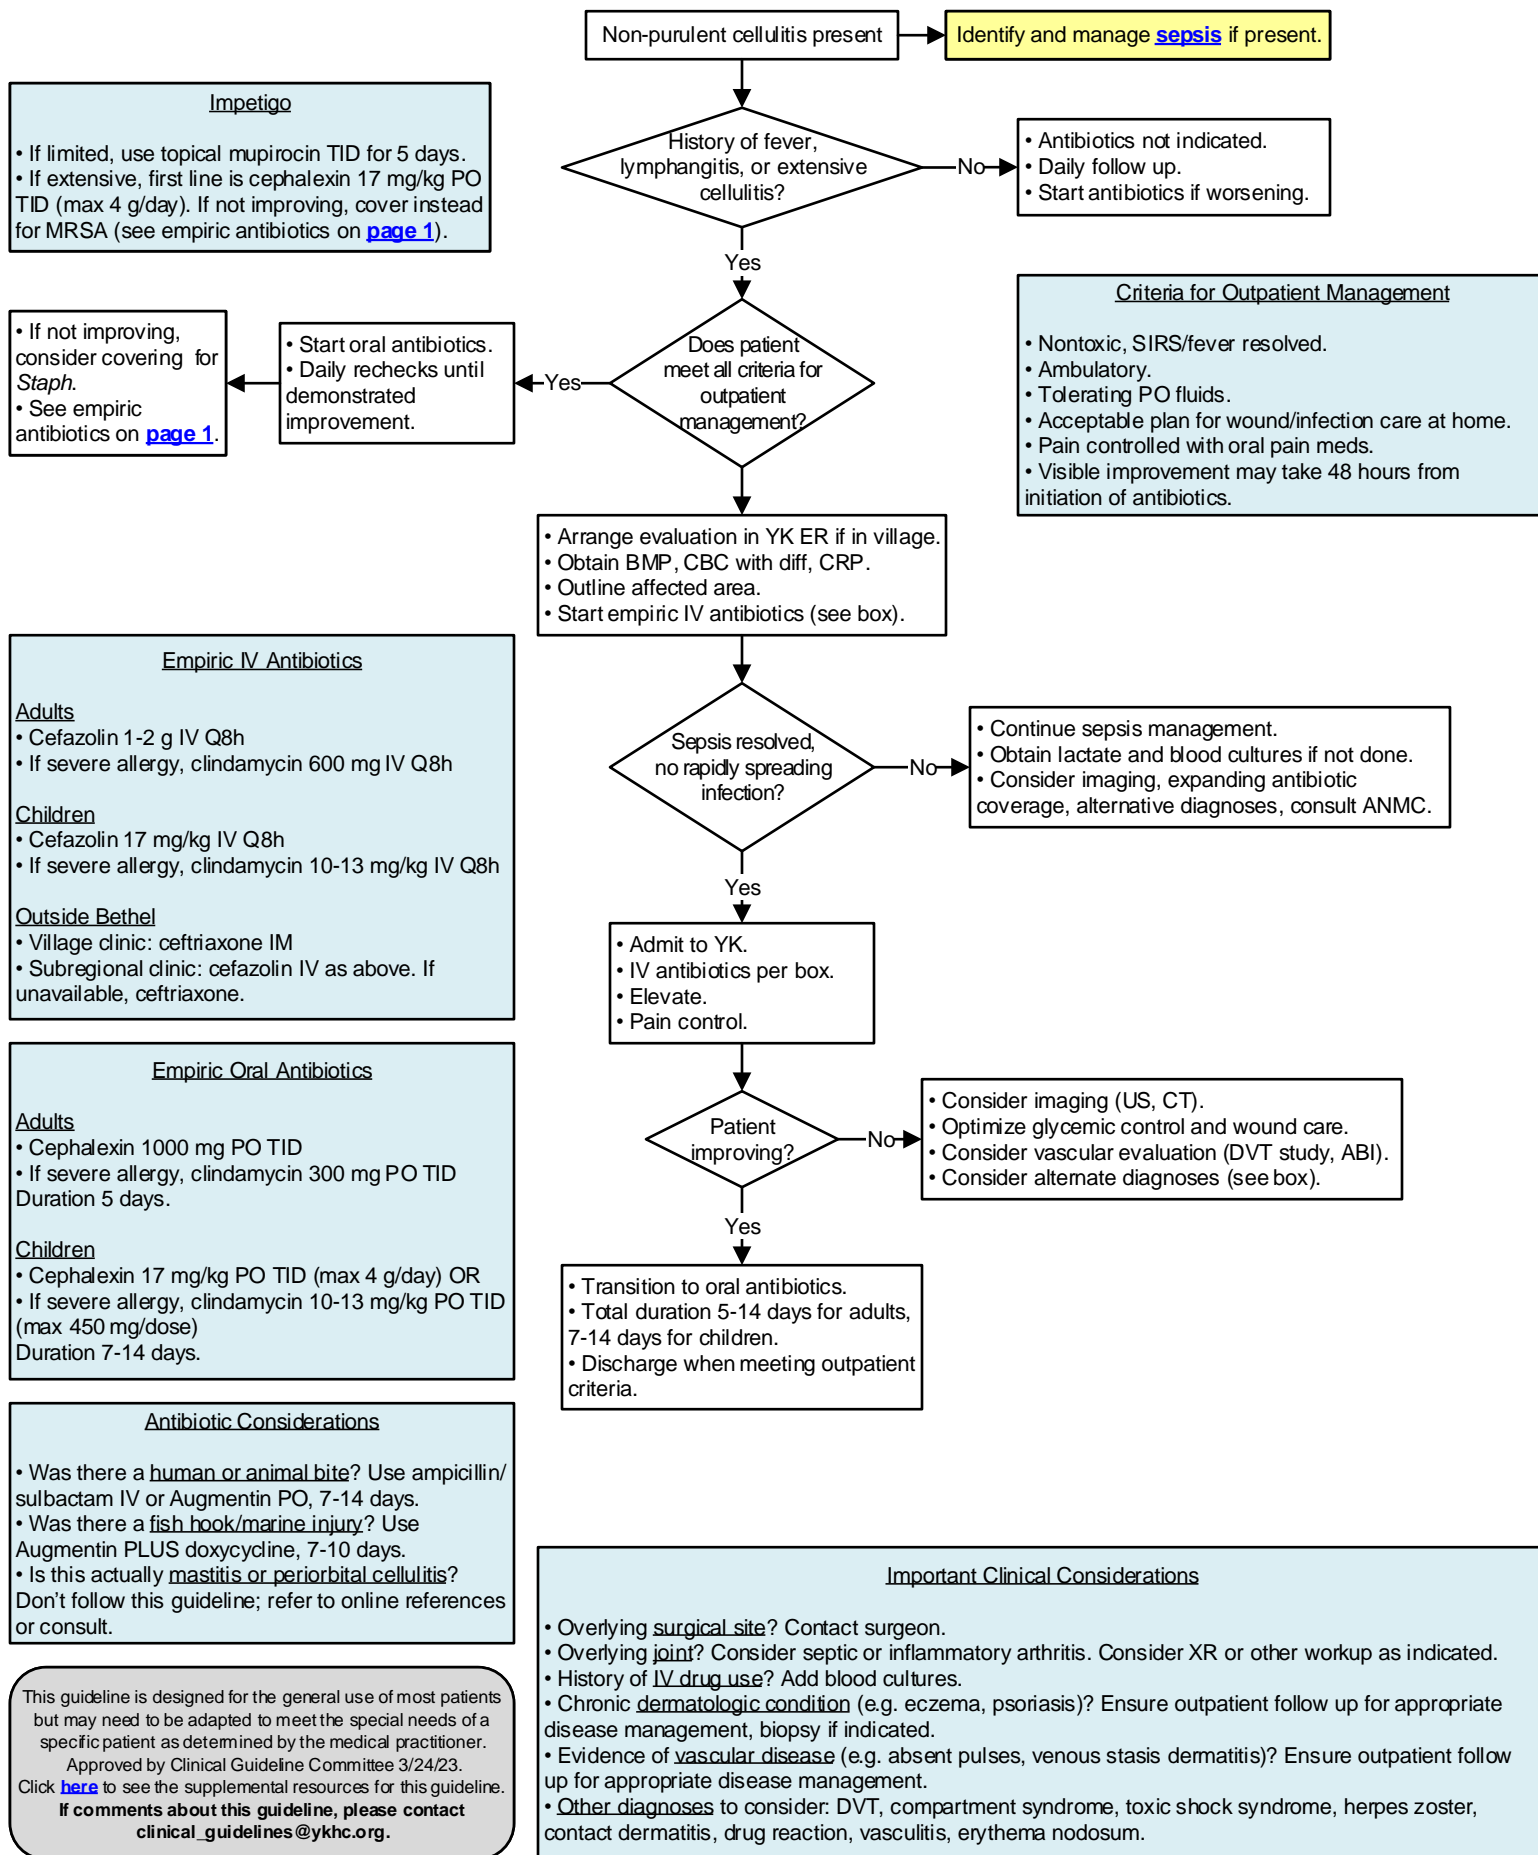 Non-purulent cellulitis present
Identify and manage sepsis if present.
Impetigo
• If limited, use topical mupirocin TID for 5 days.
• If extensive, first line is cephalexin 17 mg/kg PO
TID (max 4 g/day). If not improving, cover instead
for MRSA (see empiric antibiotics on page 1).
History of fever,
lymphangitis, or extensive
cellulitis?
No
• Antibiotics not indicated.
• Daily follow up.
• Start antibiotics if worsening.
Yes
Criteria for Outpatient Management
• Nontoxic, SIRS/fever resolved.
• Ambulatory.
• Tolerating PO fluids.
• Acceptable plan for wound/infection care at home.
• Pain controlled with oral pain meds.
• Visible improvement may take 48 hours from
initiation of antibiotics.
Does patient
meet all criteria for
outpatient
management?
Yes
• Start oral antibiotics.
• Daily rechecks until
demonstrated
improvement.
• If not improving,
consider covering for
Staph.
• See empiric
antibiotics on page 1.
• Arrange evaluation in YK ER if in village.
• Obtain BMP, CBC with diff, CRP.
• Outline affected area.
• Start empiric IV antibiotics (see box).
Empiric IV Antibiotics
Adults
• Cefazolin 1-2 g IV Q8h
• If severe allergy, clindamycin 600 mg IV Q8h
Children
• Cefazolin 17 mg/kg IV Q8h
• If severe allergy, clindamycin 10-13 mg/kg IV Q8h
Outside Bethel
• Village clinic: ceftriaxone IM
• Subregional clinic: cefazolin IV as above. If
unavailable, ceftriaxone.
Sepsis resolved,
no rapidly spreading
infection?
No
• Continue sepsis management.
• Obtain lactate and blood cultures if not done.
• Consider imaging, expanding antibiotic
coverage, alternative diagnoses, consult ANMC.
Yes
• Admit to YK.
• IV antibiotics per box.
• Elevate.
• Pain control.
Empiric Oral Antibiotics
Adults
• Cephalexin 1000 mg PO TID
• If severe allergy, clindamycin 300 mg PO TID
Duration 5 days.
Children
• Cephalexin 17 mg/kg PO TID (max 4 g/day) OR
• If severe allergy, clindamycin 10-13 mg/kg PO TID
(max 450 mg/dose)
Duration 7-14 days.
Patient
improving?
No
• Consider imaging (US, CT).
• Optimize glycemic control and wound care.
• Consider vascular evaluation (DVT study, ABI).
• Consider alternate diagnoses (see box).
Yes
• Transition to oral antibiotics.
• Total duration 5-14 days for adults,
7-14 days for children.
• Discharge when meeting outpatient
criteria.
Antibiotic Considerations
• Was there a human or animal bite? Use ampicillin/
sulbactam IV or Augmentin PO, 7-14 days.
• Was there a fish hook/marine injury? Use
Augmentin PLUS doxycycline, 7-10 days.
• Is this actually mastitis or periorbital cellulitis?
Don't follow this guideline; refer to online references
or consult.
Important Clinical Considerations
• Overlying surgical site? Contact surgeon.
• Overlying joint? Consider septic or inflammatory arthritis. Consider XR or other workup as indicated.
• History of IV drug use? Add blood cultures.
• Chronic dermatologic condition (e.g. eczema, psoriasis)? Ensure outpatient follow up for appropriate
disease management, biopsy if indicated.
• Evidence of vascular disease (e.g. absent pulses, venous stasis dermatitis)? Ensure outpatient follow
up for appropriate disease management.
• Other diagnoses to consider: DVT, compartment syndrome, toxic shock syndrome, herpes zoster,
contact dermatitis, drug reaction, vasculitis, erythema nodosum.
This guideline is designed for the general use of most patients
but may need to be adapted to meet the special needs of a
specific patient as determined by the medical practitioner.
Approved by Clinical Guideline Committee 3/24/23.
Click here to see the supplemental resources for this guideline.
If comments about this guideline, please contact
clinical_guidelines@ykhc.org.